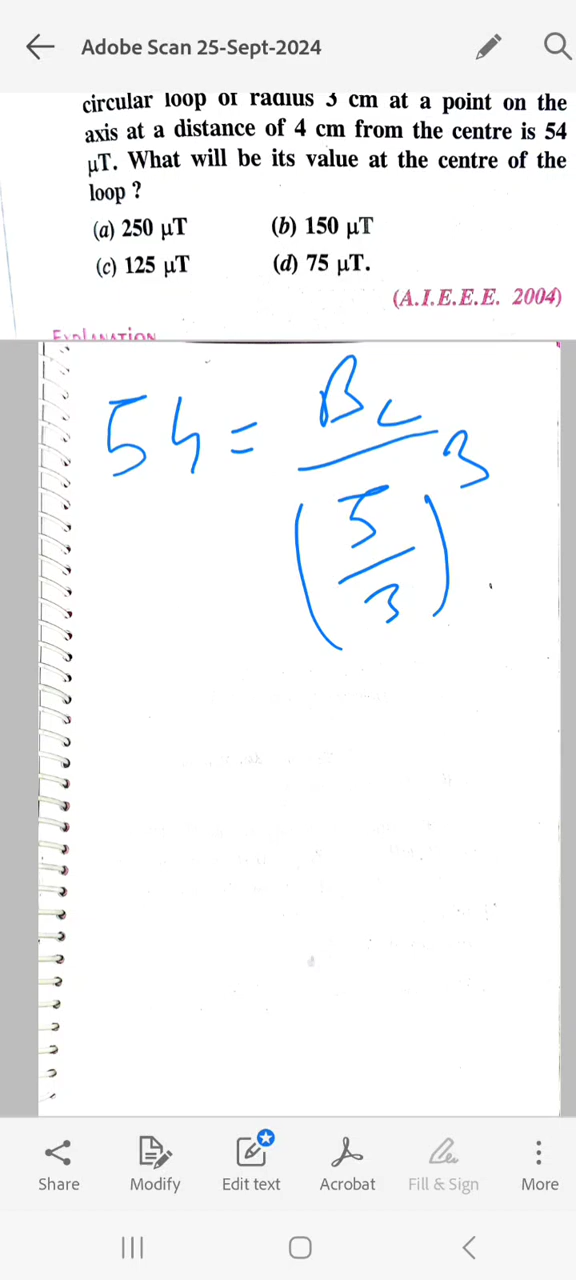 Adobe Scan 25-Sept-2024
circular loop of radius 3 cm at a point on the
axis at a distance of 4 cm from the centre is 54
μT. What will be its value at the centre of the
loop ?
(a) 250 μT (b) 150 μT
(c) 125 μT (d) 75 μT.
(A.I.E.E.E. 2004)
EXPLANATION
54 = Bc / (5/3)3
Share Modify Edit text Acrobat Fill & Sign More